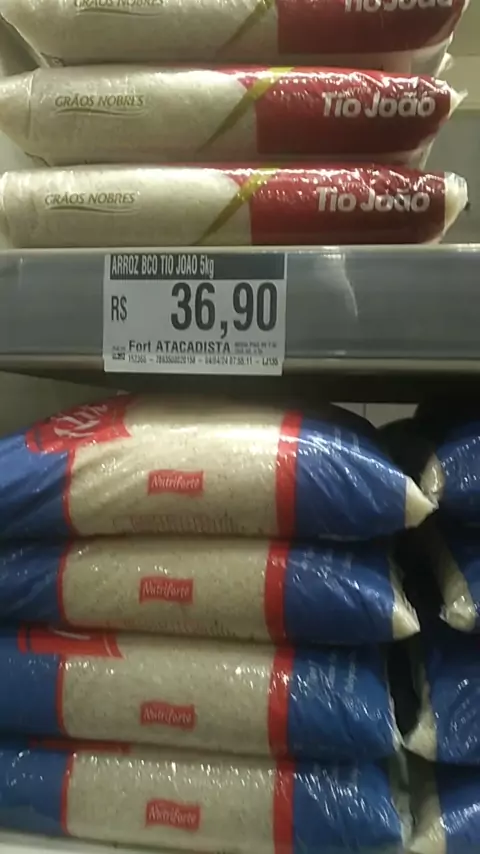 GRÃOS NOBRES
Tio João
GRÃOS NOBRES
Tio João
GRÃOS NOBRES
Tio João
ARROZ BCO TIO JOAO 5kg
R$ 36,90
Fort ATACADISTA
Nutriforte
Nutriforte
Nutriforte
Nutriforte